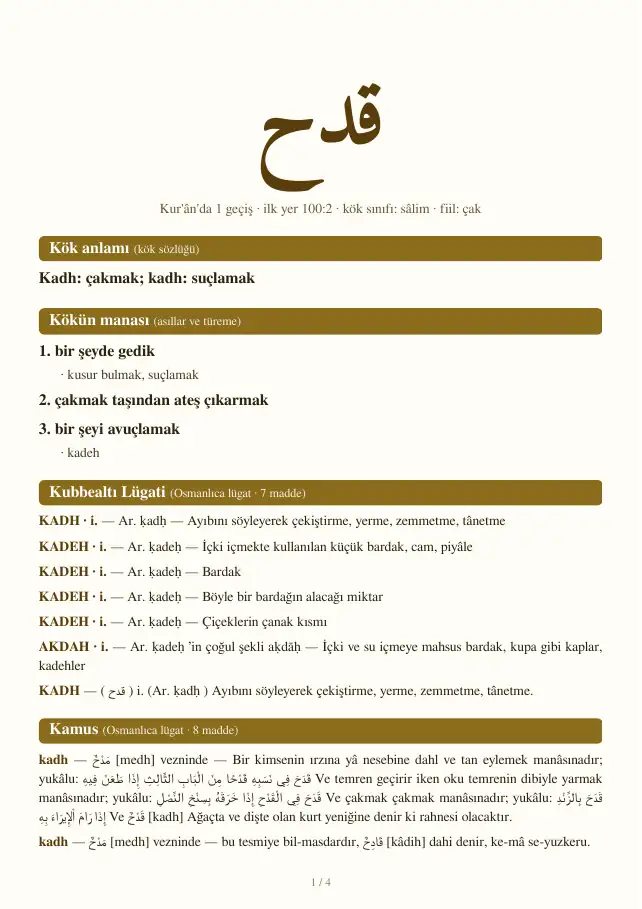 قدح
Kur'ân'da 1 geçiş · ilk yer 100:2 · kök sınıfı: sâlim · fiil: çak
Kök anlamı (kök sözlüğü)
Kadh: çakmak; kadh: suçlamak
Kökün manası (asıllar ve türeme)
1. bir şeyde gedik
· kusur bulmak, suçlamak
2. çakmak taşından ateş çıkarmak
3. bir şeyi avuçlamak
· kadeh
Kubbealtı Lügati (Osmanlıca lügat · 7 madde)
KADH · i. — Ar. ḳadḥ — Ayıbını söyleyerek çekiştirme, yerme, zemmetme, tânetme
KADEH · i. — Ar. ḳadeḥ — İçki içmekte kullanılan küçük bardak, cam, piyâle
KADEH · i. — Ar. ḳadeḥ — Bardak
KADEH · i. — Ar. ḳadeḥ — Böyle bir bardağın alacağı miktar
KADEH · i. — Ar. ḳadeḥ — Çiçeklerin çanak kısmı
AKDAH · i. — Ar. ḳadeḥ 'in çoğul şekli aḳdāḥ — İçki ve su içmeye mahsus bardak, kupa gibi kaplar,
kadehler
KADH — ( قدح ) i. (Ar. ḳadḥ ) Ayıbını söyleyerek çekiştirme, yerme, zemmetme, tânetme.
Kamus (Osmanlıca lügat · 8 madde)
kadh — مَدْحٌ [medh] vezninde — Bir kimsenin ırzına yâ nesebine dahl ve tan eylemek manâsınadır;
yukâlu: قَدَحَ فِي نَسَبِهِ قَدْحًا مِنَ الْبَابِ الثَّالِثِ إِذَا طَعَنَ فِيهِ Ve temren geçirir iken oku temrenin dibiyle yarmak
manâsınadır; yukâlu: قَدَحَ فِي الْقِدْحِ إِذَا خَرَقَهُ بِسِنْخِ النَّصْلِ Ve çakmak çakmak manâsınadır; yukâlu: قَدَحَ بِالزَّنْدِ
إِذَا رَامَ الْإِيرَاءَ بِهِ Ve قَدْحٌ [kadh] Ağaçta ve dişte olan kurt yeniğine denir ki rahnesi olacaktır.
kadh — مَدْحٌ [medh] vezninde — bu tesmiye bil-masdardır, قَادِحٌ [kâdih] dahi denir, ke-mâ se-yuzkeru.
1 / 4